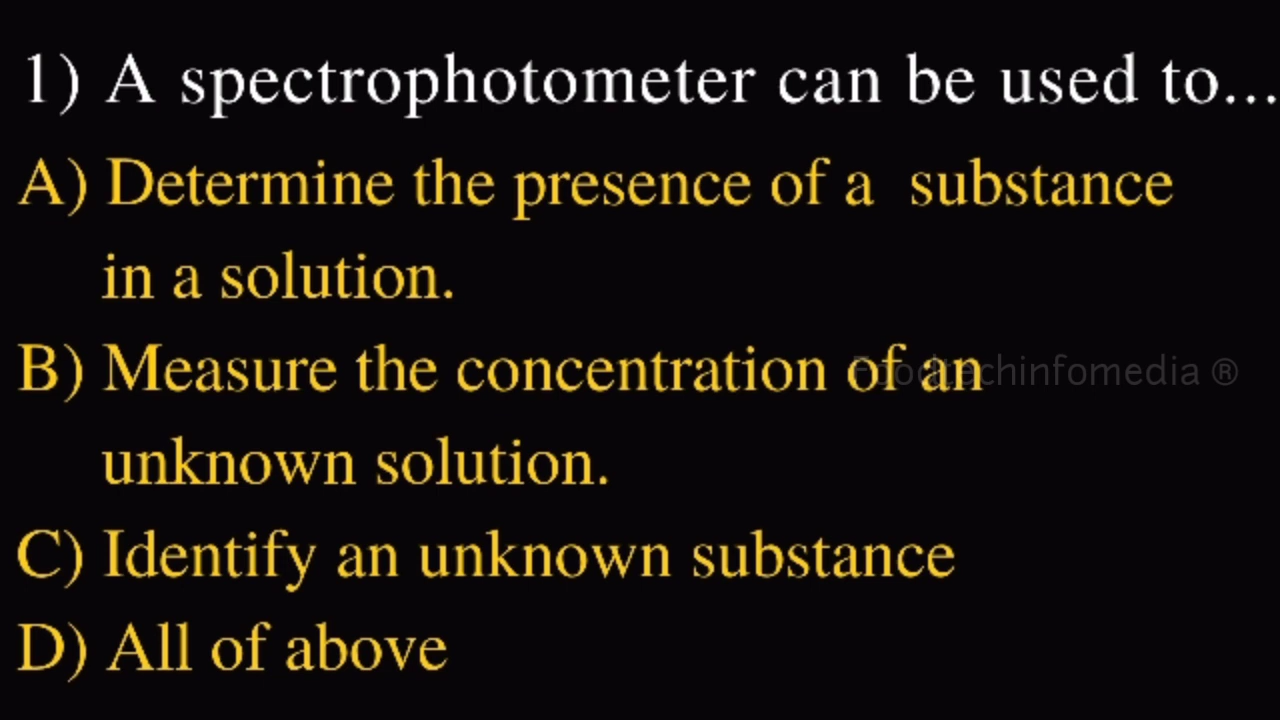 1) A spectrophotometer can be used to...
A) Determine the presence of a substance
in a solution.
B) Measure the concentration of an
Foodtechinfomedia ®
unknown solution.
C) Identify an unknown substance
D) All of above